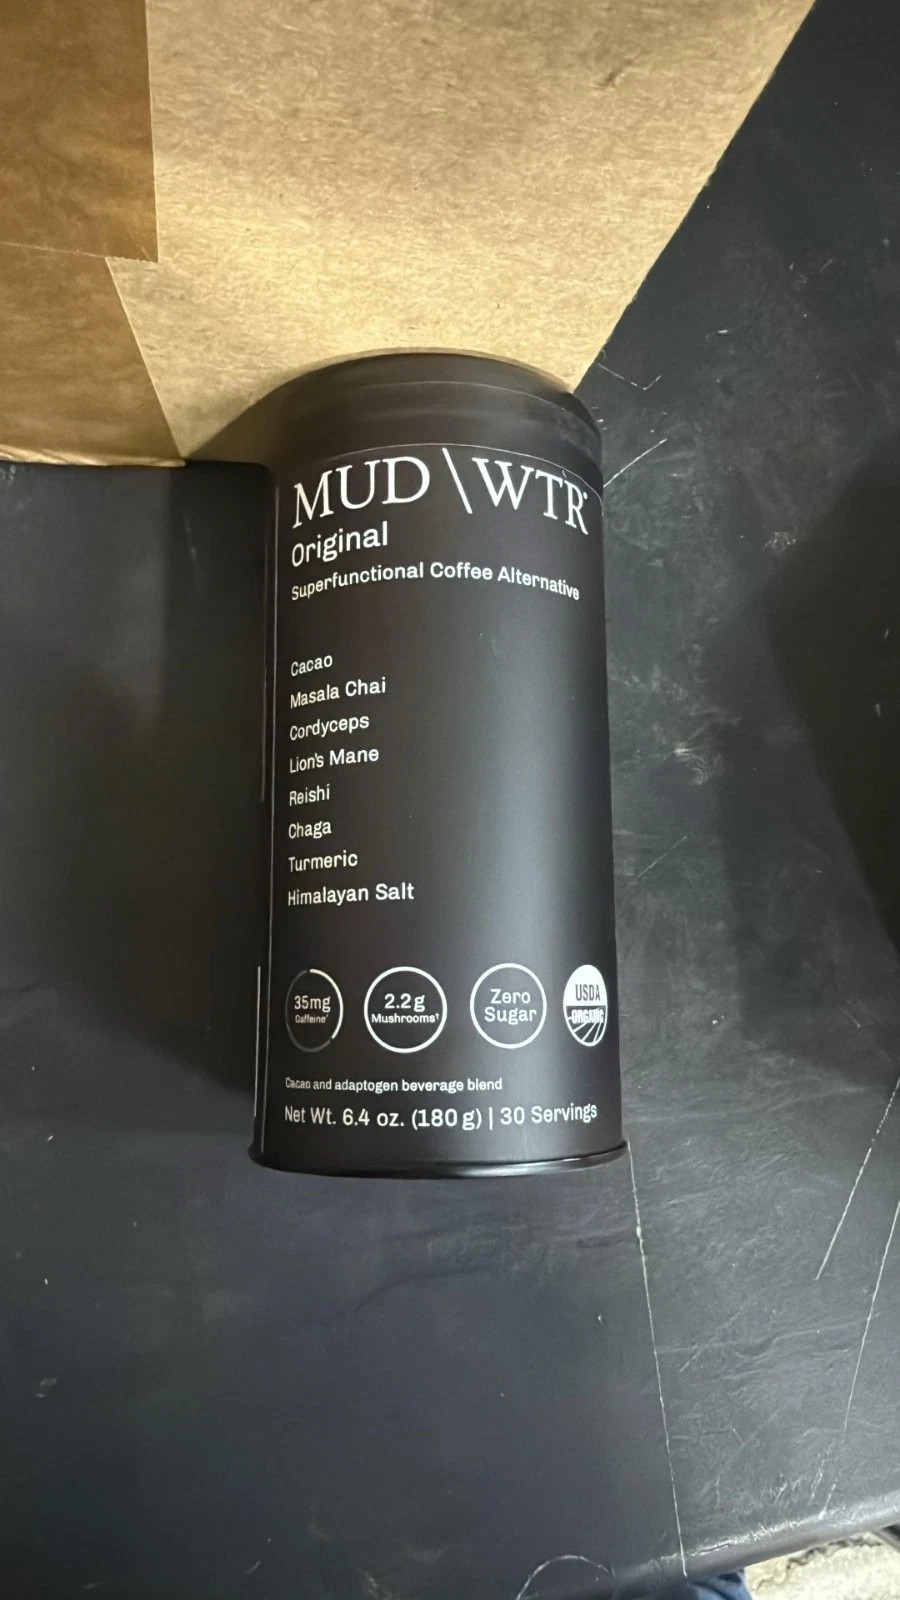 MUD\WTR®
Original
Superfunctional Coffee Alternative
Cacao
Masala Chai
Cordyceps
Lion's Mane
Reishi
Chaga
Turmeric
Himalayan Salt
35mg
Caffeine*
2.2g
Mushrooms†
Zero
Sugar
USDA
ORGANIC
Cacao and adaptogen beverage blend
Net Wt. 6.4 oz. (180g) | 30 Servings